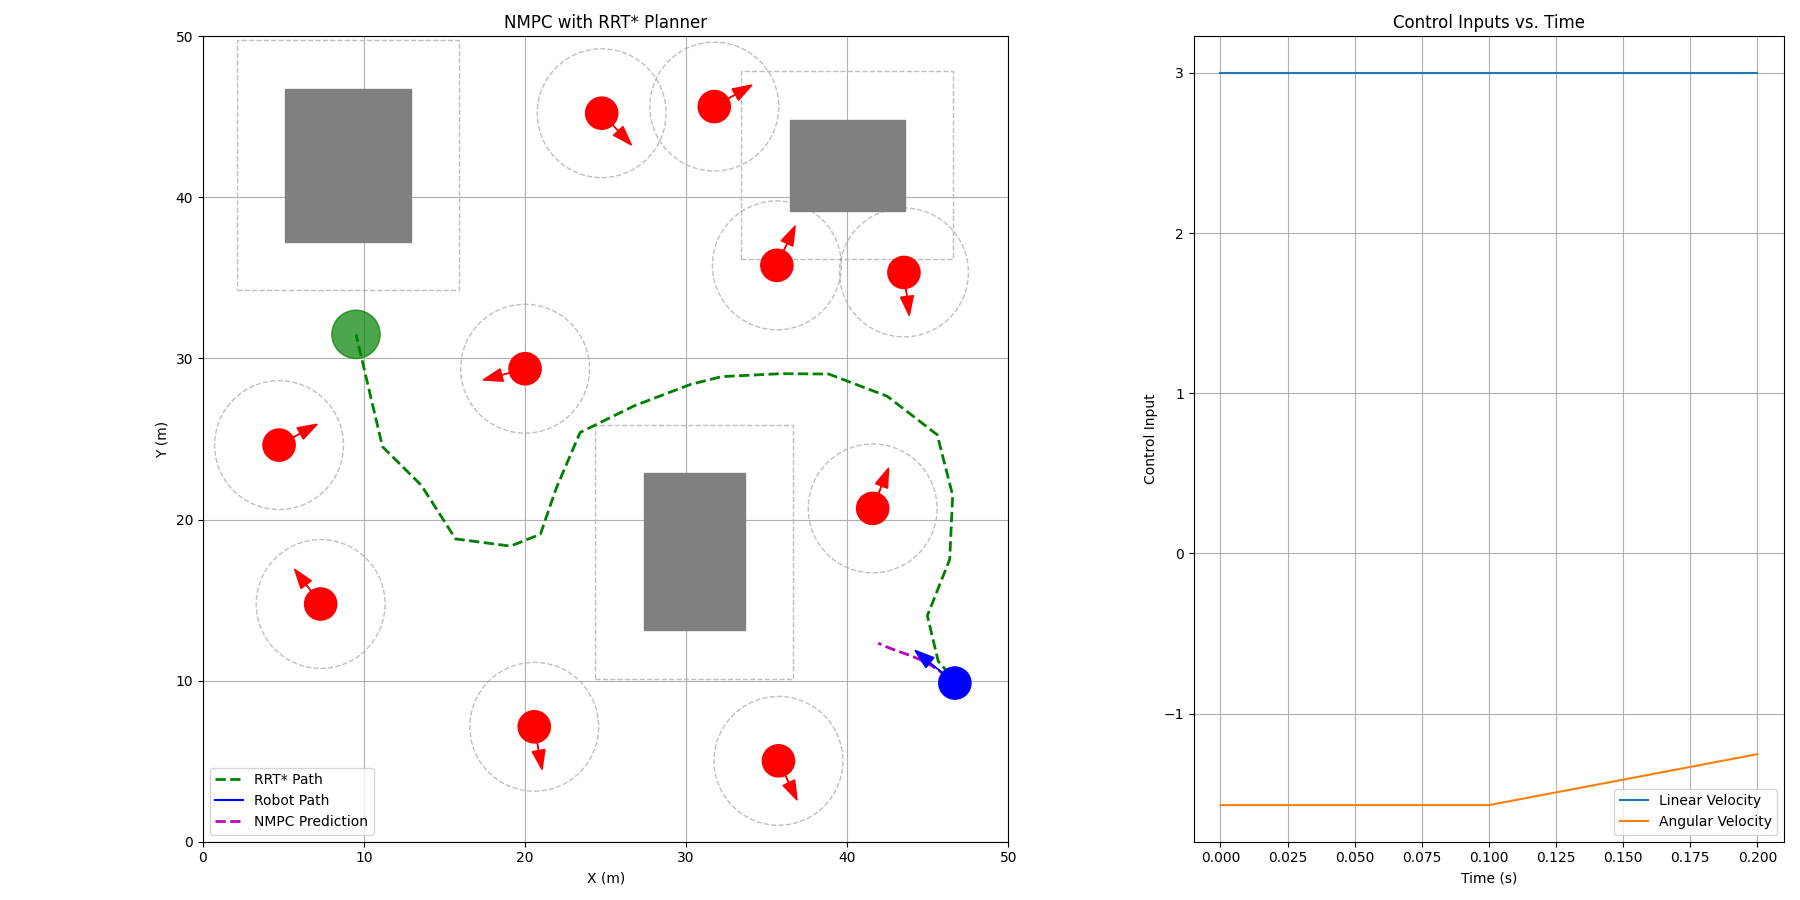 NMPC with RRT* Planner
50
40
30
20
10
0
Y (m)
0 10 20 30 40 50
X (m)
RRT* Path
Robot Path
NMPC Prediction
Control Inputs vs. Time
3
2
1
0
−1
Control Input
0.000 0.025 0.050 0.075 0.100 0.125 0.150 0.175 0.200
Time (s)
Linear Velocity
Angular Velocity